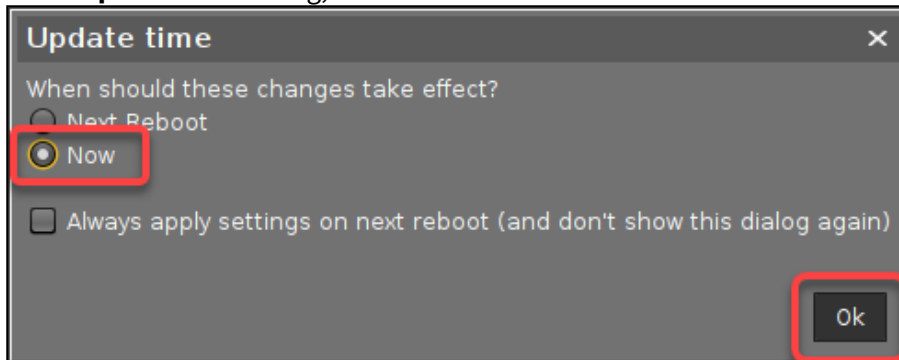 Update time
When should these changes take effect?
Next Reboot
Now
Always apply settings on next reboot (and don't show this dialog again)
Ok